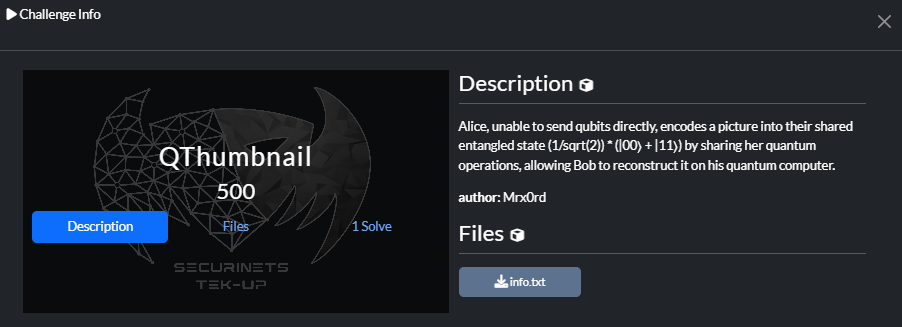 Challenge Info
QThumbnail
500
Description
Files
1 Solve
SECURINETS
TEK-UP
Description
Alice, unable to send qubits directly, encodes a picture into their shared
entangled state (1/sqrt(2)) * (|00⟩ + |11⟩) by sharing her quantum
operations, allowing Bob to reconstruct it on his quantum computer.
author: Mrx0rd
Files
info.txt